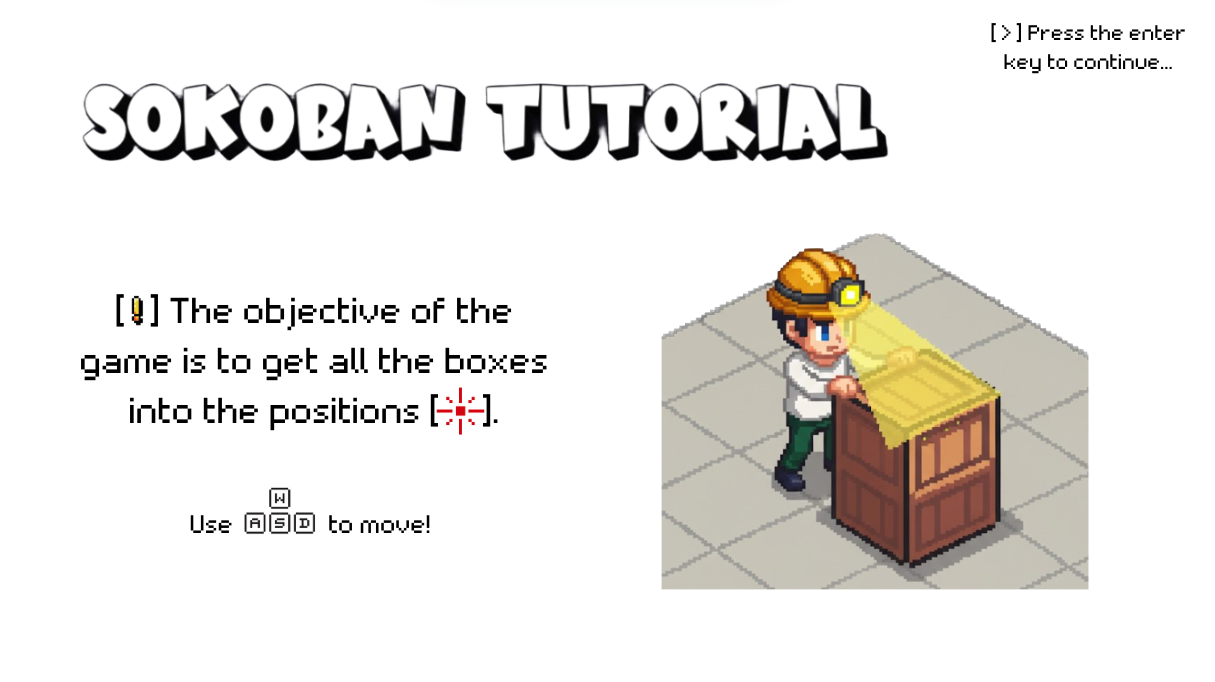 [>] Press the enter
key to continue...
SOKOBAN TUTORIAL
[!] The objective of the
game is to get all the boxes
into the positions [ ].
W
Use A S D to move!